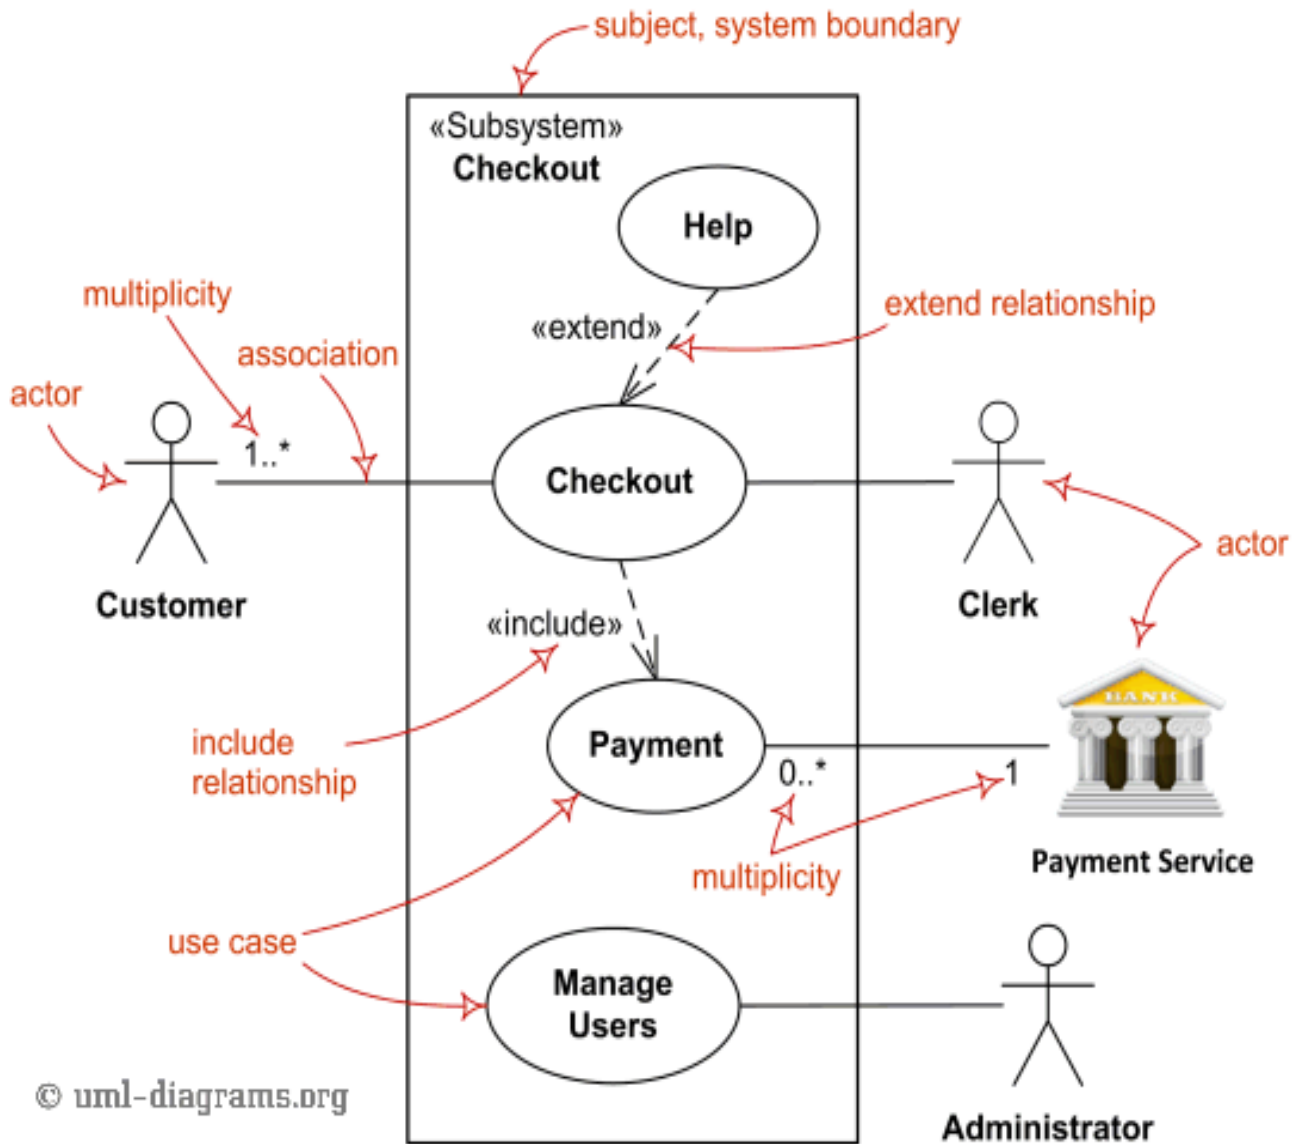 subject, system boundary
«Subsystem»
Checkout
Help
multiplicity
«extend»
extend relationship
association
actor
1..*
Checkout
actor
Customer
Clerk
«include»
BANK
include
relationship
Payment
0..*
1
multiplicity
Payment Service
use case
Manage
Users
© uml-diagrams.org
Administrator